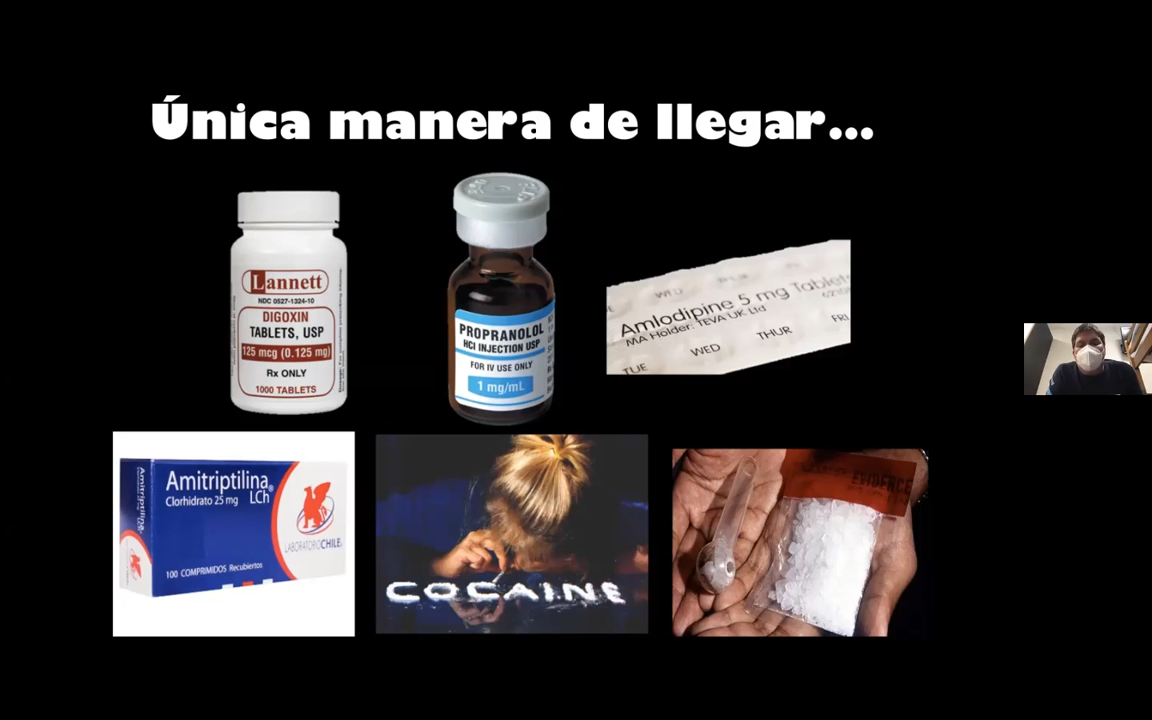 Única manera de llegar...
Lannett
NDC 0527-1324-10
DIGOXIN
TABLETS, USP
125 mcg (0.125 mg)
Rx ONLY
1000 TABLETS
PROPRANOLOL
HCl INJECTION USP
FOR IV USE ONLY
1 mg/mL
Amlodipine 5 mg Tablets
MA Holder: TEVA UK Ltd
TUE
WED
THUR
FRI
Amitriptilina
Clorhidrato 25 mg
LCh
LABORATORIO CHILE
100 COMPRIMIDOS Recubiertos
Amitriptilina
COCAINE
EVIDENCE